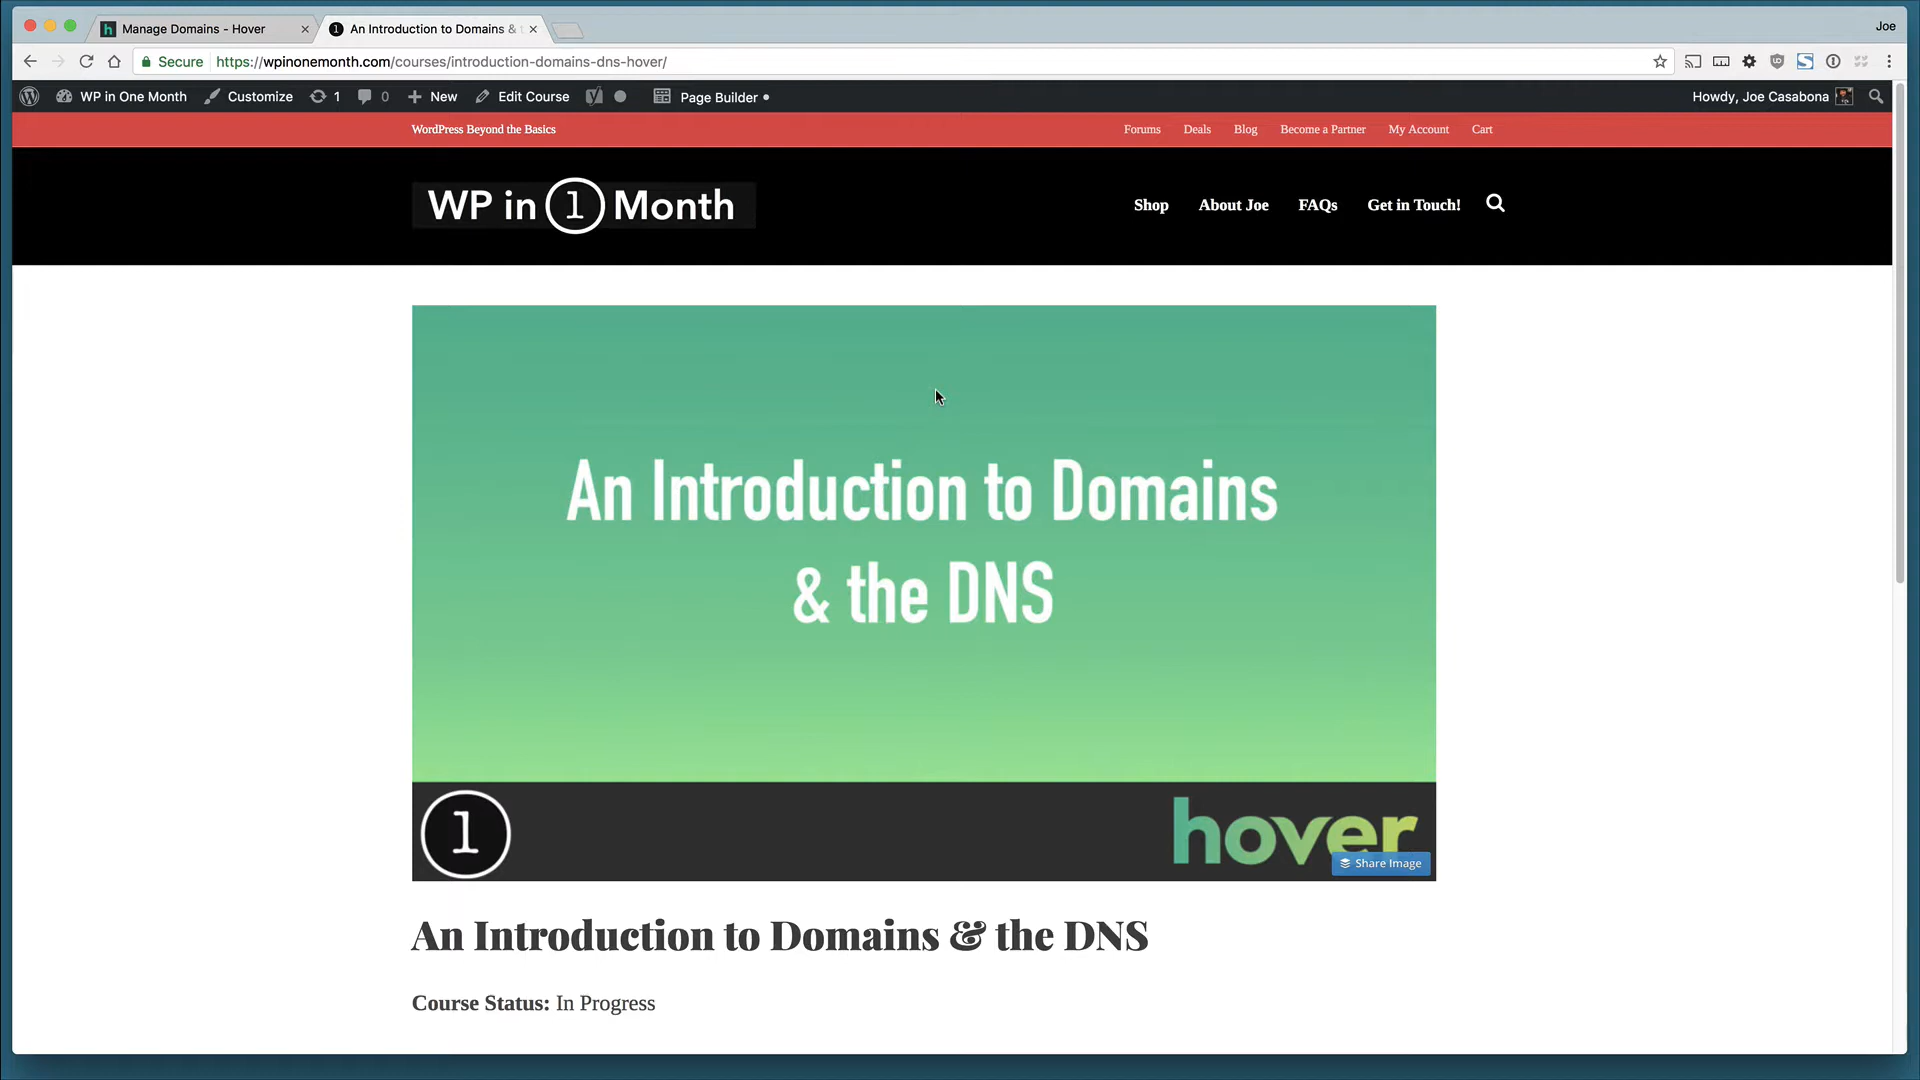 Manage Domains - Hover
An Introduction to Domains &
Joe
Secure
https://wpinonemonth.com/courses/introduction-domains-dns-hover/
WP in One Month
Customize
1
0
New
Edit Course
Page Builder
Howdy, Joe Casabona
WordPress Beyond the Basics
Forums
Deals
Blog
Become a Partner
My Account
Cart
WP in 1 Month
Shop
About Joe
FAQs
Get in Touch!
An Introduction to Domains
& the DNS
1
hover
Share Image
An Introduction to Domains & the DNS
Course Status: In Progress